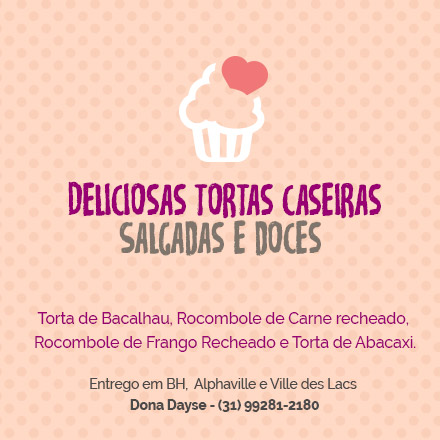 DELICIOSAS TORTAS CASEIRAS
SALGADAS E DOCES
Torta de Bacalhau, Rocombole de Carne recheado,
Rocombole de Frango Recheado e Torta de Abacaxi.
Entrego em BH, Alphaville e Ville des Lacs
Dona Dayse - (31) 99281-2180